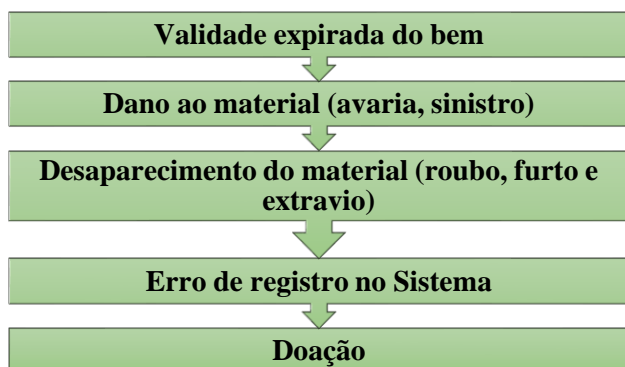 Validade expirada do bem
Dano ao material (avaria, sinistro)
Desaparecimento do material (roubo, furto e
extravio)
Erro de registro no Sistema
Doação